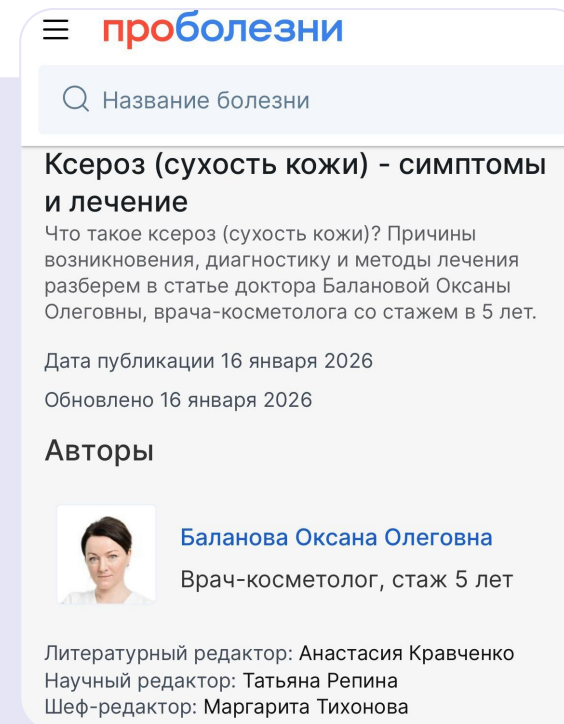 проболезни
Название болезни
Ксероз (сухость кожи) - симптомы
и лечение
Что такое ксероз (сухость кожи)? Причины
возникновения, диагностику и методы лечения
разберем в статье доктора Балановой Оксаны
Олеговны, врача-косметолога со стажем в 5 лет.
Дата публикации 16 января 2026
Обновлено 16 января 2026
Авторы
Баланова Оксана Олеговна
Врач-косметолог, стаж 5 лет
Литературный редактор: Анастасия Кравченко
Научный редактор: Татьяна Репина
Шеф-редактор: Маргарита Тихонова